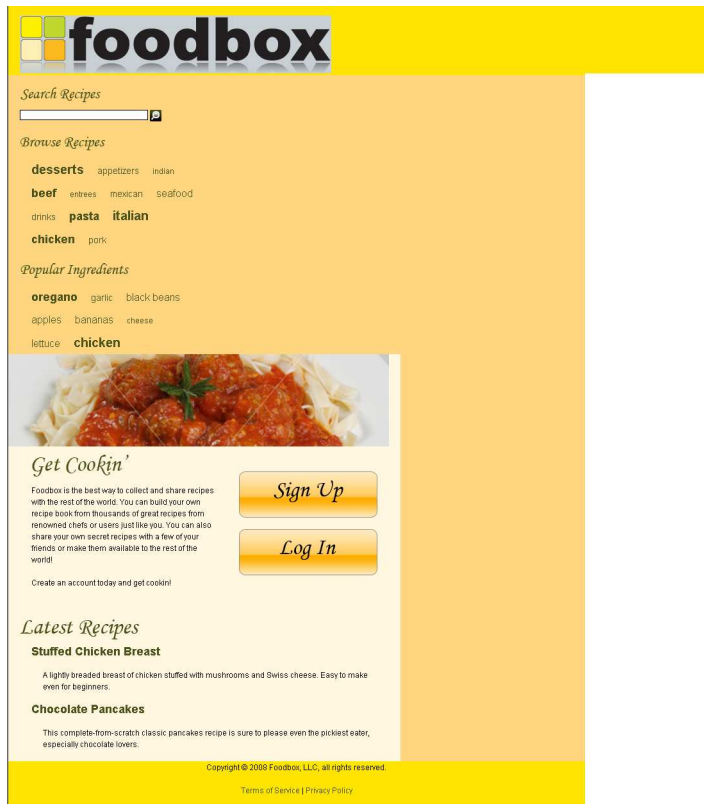 foodbox
Search Recipes
Browse Recipes
desserts appetizers indian
beef entrees mexican seafood
drinks pasta italian
chicken pork
Popular Ingredients
oregano garlic black beans
apples bananas cheese
lettuce chicken
Get Cookin'
Foodbox is the best way to collect and share recipes
with the rest of the world. You can build your own
recipe book from thousands of great recipes from
renowned chefs or users just like you. You can also
share your own secret recipes with a few of your
friends or make them available to the rest of the
world!
Create an account today and get cookin!
Sign Up
Log In
Latest Recipes
Stuffed Chicken Breast
A lightly breaded breast of chicken stuffed with mushrooms and Swiss cheese. Easy to make
even for beginners.
Chocolate Pancakes
This complete-from-scratch classic pancakes recipe is sure to please even the pickiest eater,
especially chocolate lovers.
Copyright © 2008 Foodbox, LLC, all rights reserved.
Terms of Service | Privacy Policy